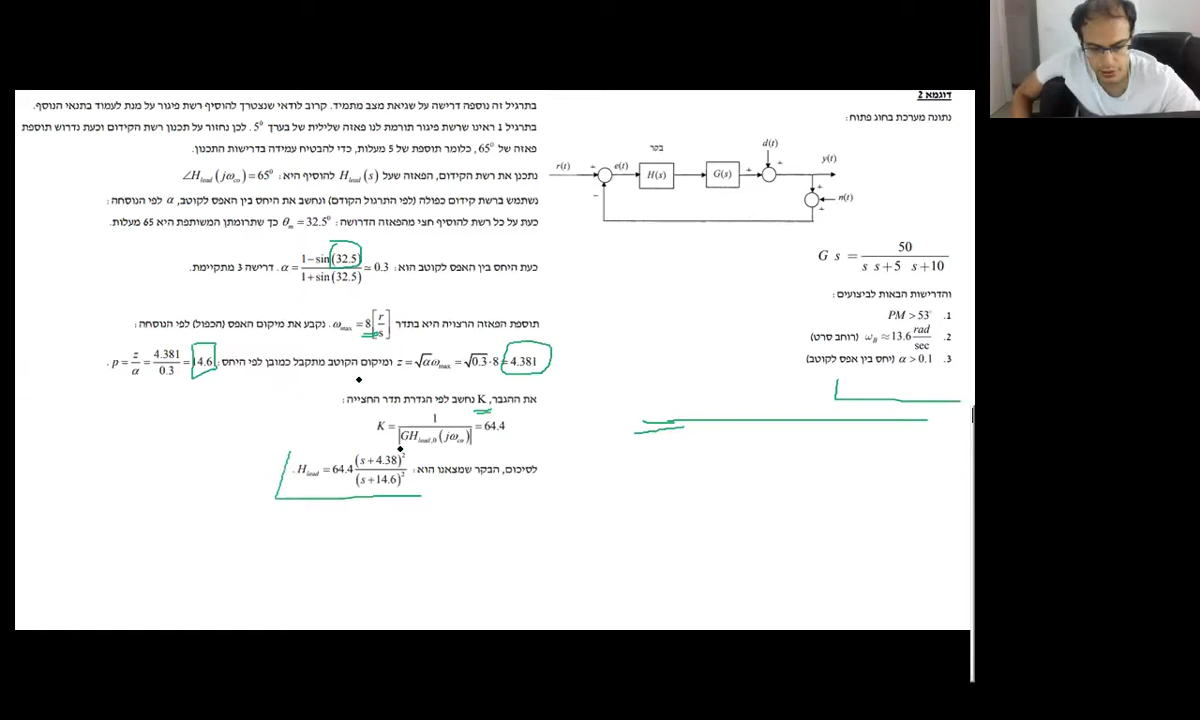 דוגמא 2
נתונה מערכת בחוג פתוח:
בקר
d(t)
r(t) + e(t) H(s) G(s) + + y(t)
−
+ n(t)
+
G s = 50 / s s+5 s+10
והדרישות הבאות לביצועים:
1. PM > 53°
2. ω_B ≈ 13.6 rad/sec (רוחב סרט)
3. α > 0.1 (יחס בין אפס לקוטב)
בתרגיל זה נוספה דרישה על שגיאת מצב מתמיד. קרוב לודאי שנצטרך להוסיף רשת פיגור על מנת לעמוד בתנאי הנוסף.
בתרגיל 1 ראינו שרשת פיגור תורמת לנו פאזה שלילית של בערך 5°. לכן נחזור על תכנון רשת הקידום וכעת נדרוש תוספת
פאזה של 65°, כלומר תוספת של 5 מעלות, כדי להבטיח עמידה בדרישות התכנון.
נתכנן את רשת הקידום, הפאזה שעל H_lead(s) להוסיף היא: ∠H_lead(jω_co) = 65°
נשתמש ברשת קידום כפולה (לפי התרגול הקודם) ונחשב את היחס בין האפס לקוטב, α לפי הנוסחה:
כעת על כל רשת להוסיף חצי מהפאזה הדרושה: θ_m = 32.5° כך שתרומתן המשותפת היא 65 מעלות.
כעת היחס בין האפס לקוטב הוא: α = 1−sin(32.5) / 1+sin(32.5) ≃ 0.3. דרישה 3 מתקיימת.
תוספת הפאזה הרצויה היא בתדר ω_max = 8[r/s]. נקבע את מיקום האפס (הכפול) לפי הנוסחה:
z = √α ω_max = √0.3 · 8 = 4.381 ומיקום הקוטב מתקבל כמובן לפי היחס: p = z/α = 4.381/0.3 = 14.6.
את ההגבר, K נחשב לפי הגדרת תדר החצייה:
K = 1 / |GH_lead,0(jω_co)| = 64.4
לסיכום, הבקר שמצאנו הוא: H_lead = 64.4 (s+4.38)² / (s+14.6)².